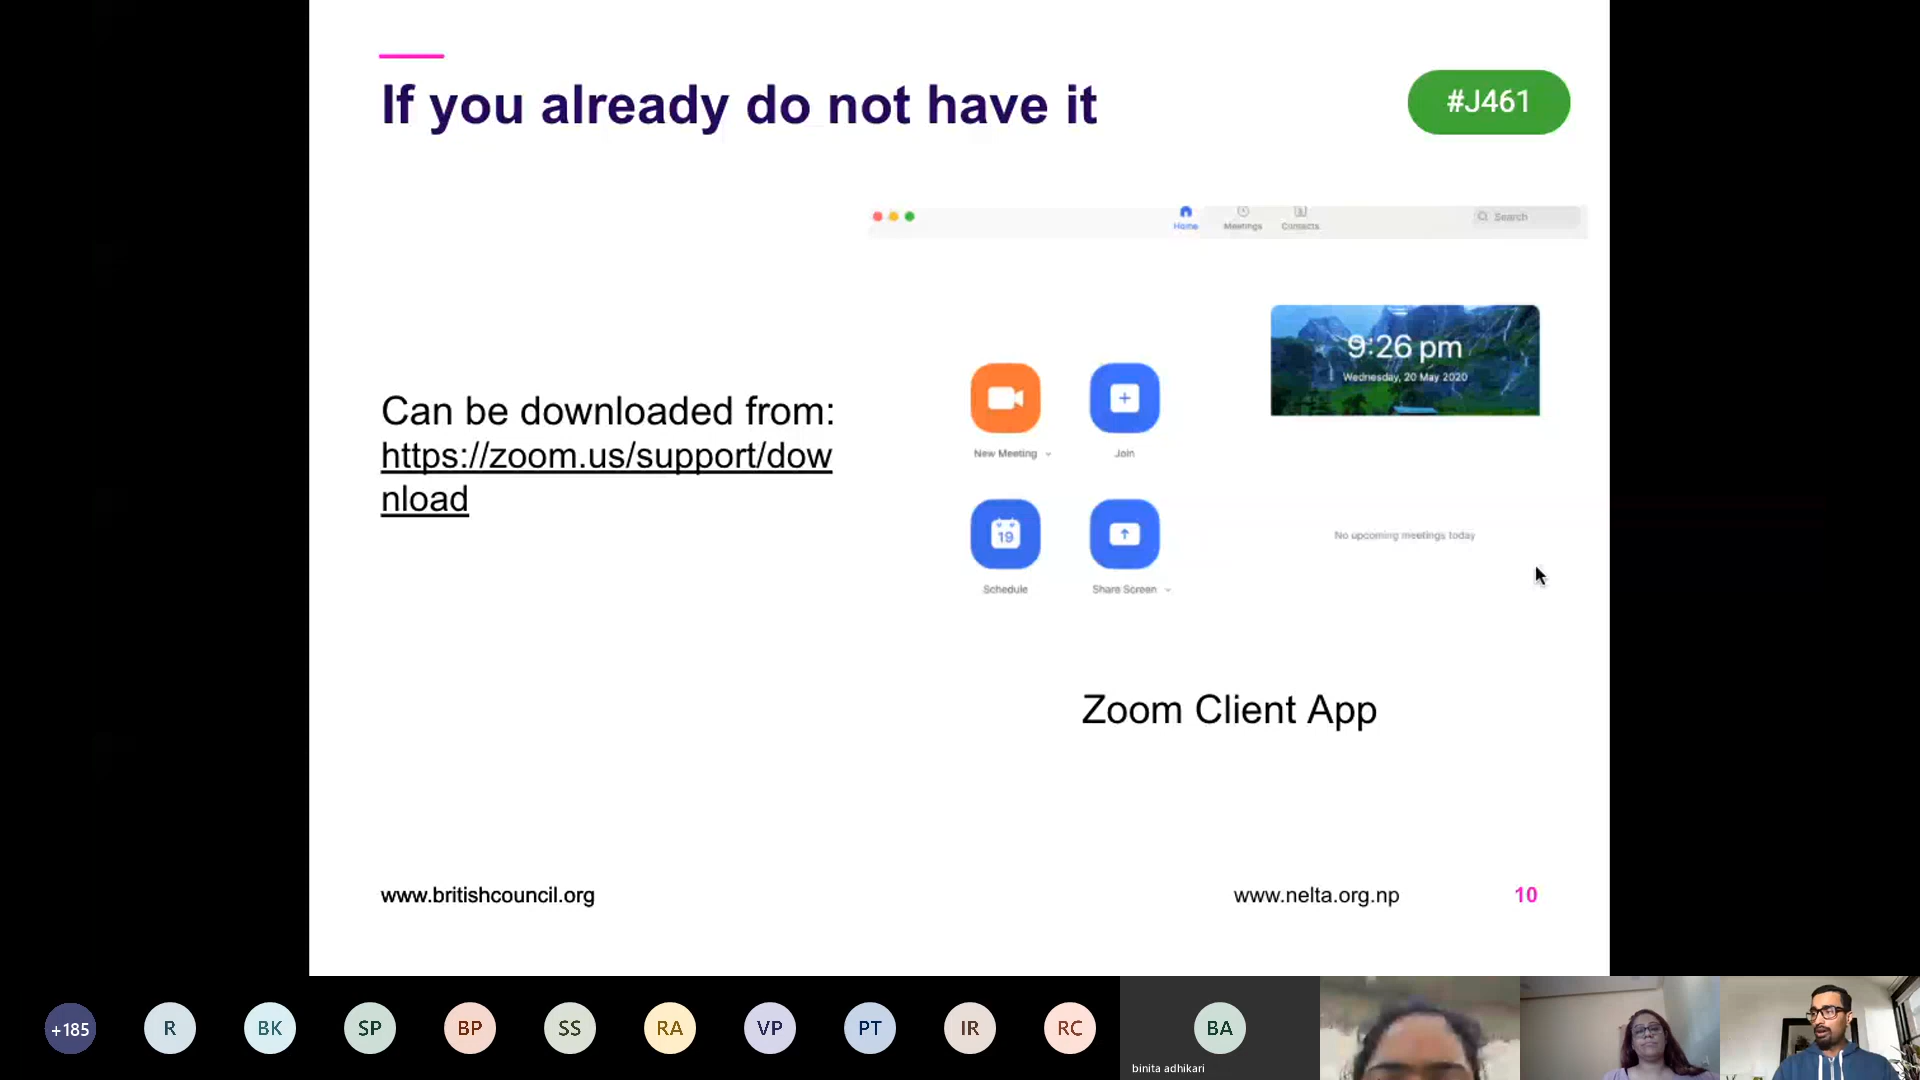 If you already do not have it
#J461
Home
Meetings
Contacts
Search
9:26 pm
Wednesday, 20 May 2020
Can be downloaded from:
https://zoom.us/support/dow
nload
New Meeting
Join
19
Schedule
Share Screen
No upcoming meetings today
Zoom Client App
www.britishcouncil.org
www.nelta.org.np
10
+185
R
BK
SP
BP
SS
RA
VP
PT
IR
RC
BA
binita adhikari